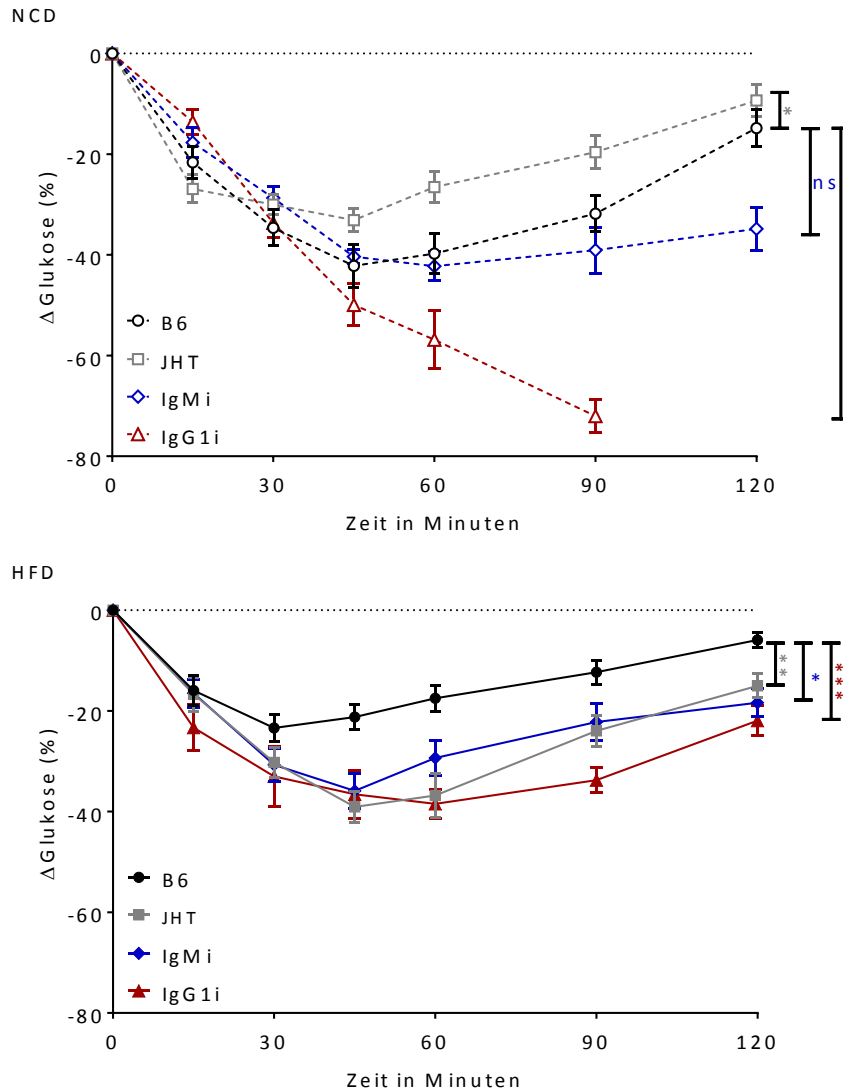 NCD
0
-20
-40
-60
-80
ΔGlukose (%)
B6
JHT
IgMi
IgG1i
*
ns
0
30
60
90
120
Zeit in Minuten
HFD
0
-20
-40
-60
-80
ΔGlukose (%)
B6
JHT
IgMi
IgG1i
**
*
***
0
30
60
90
120
Zeit in Minuten